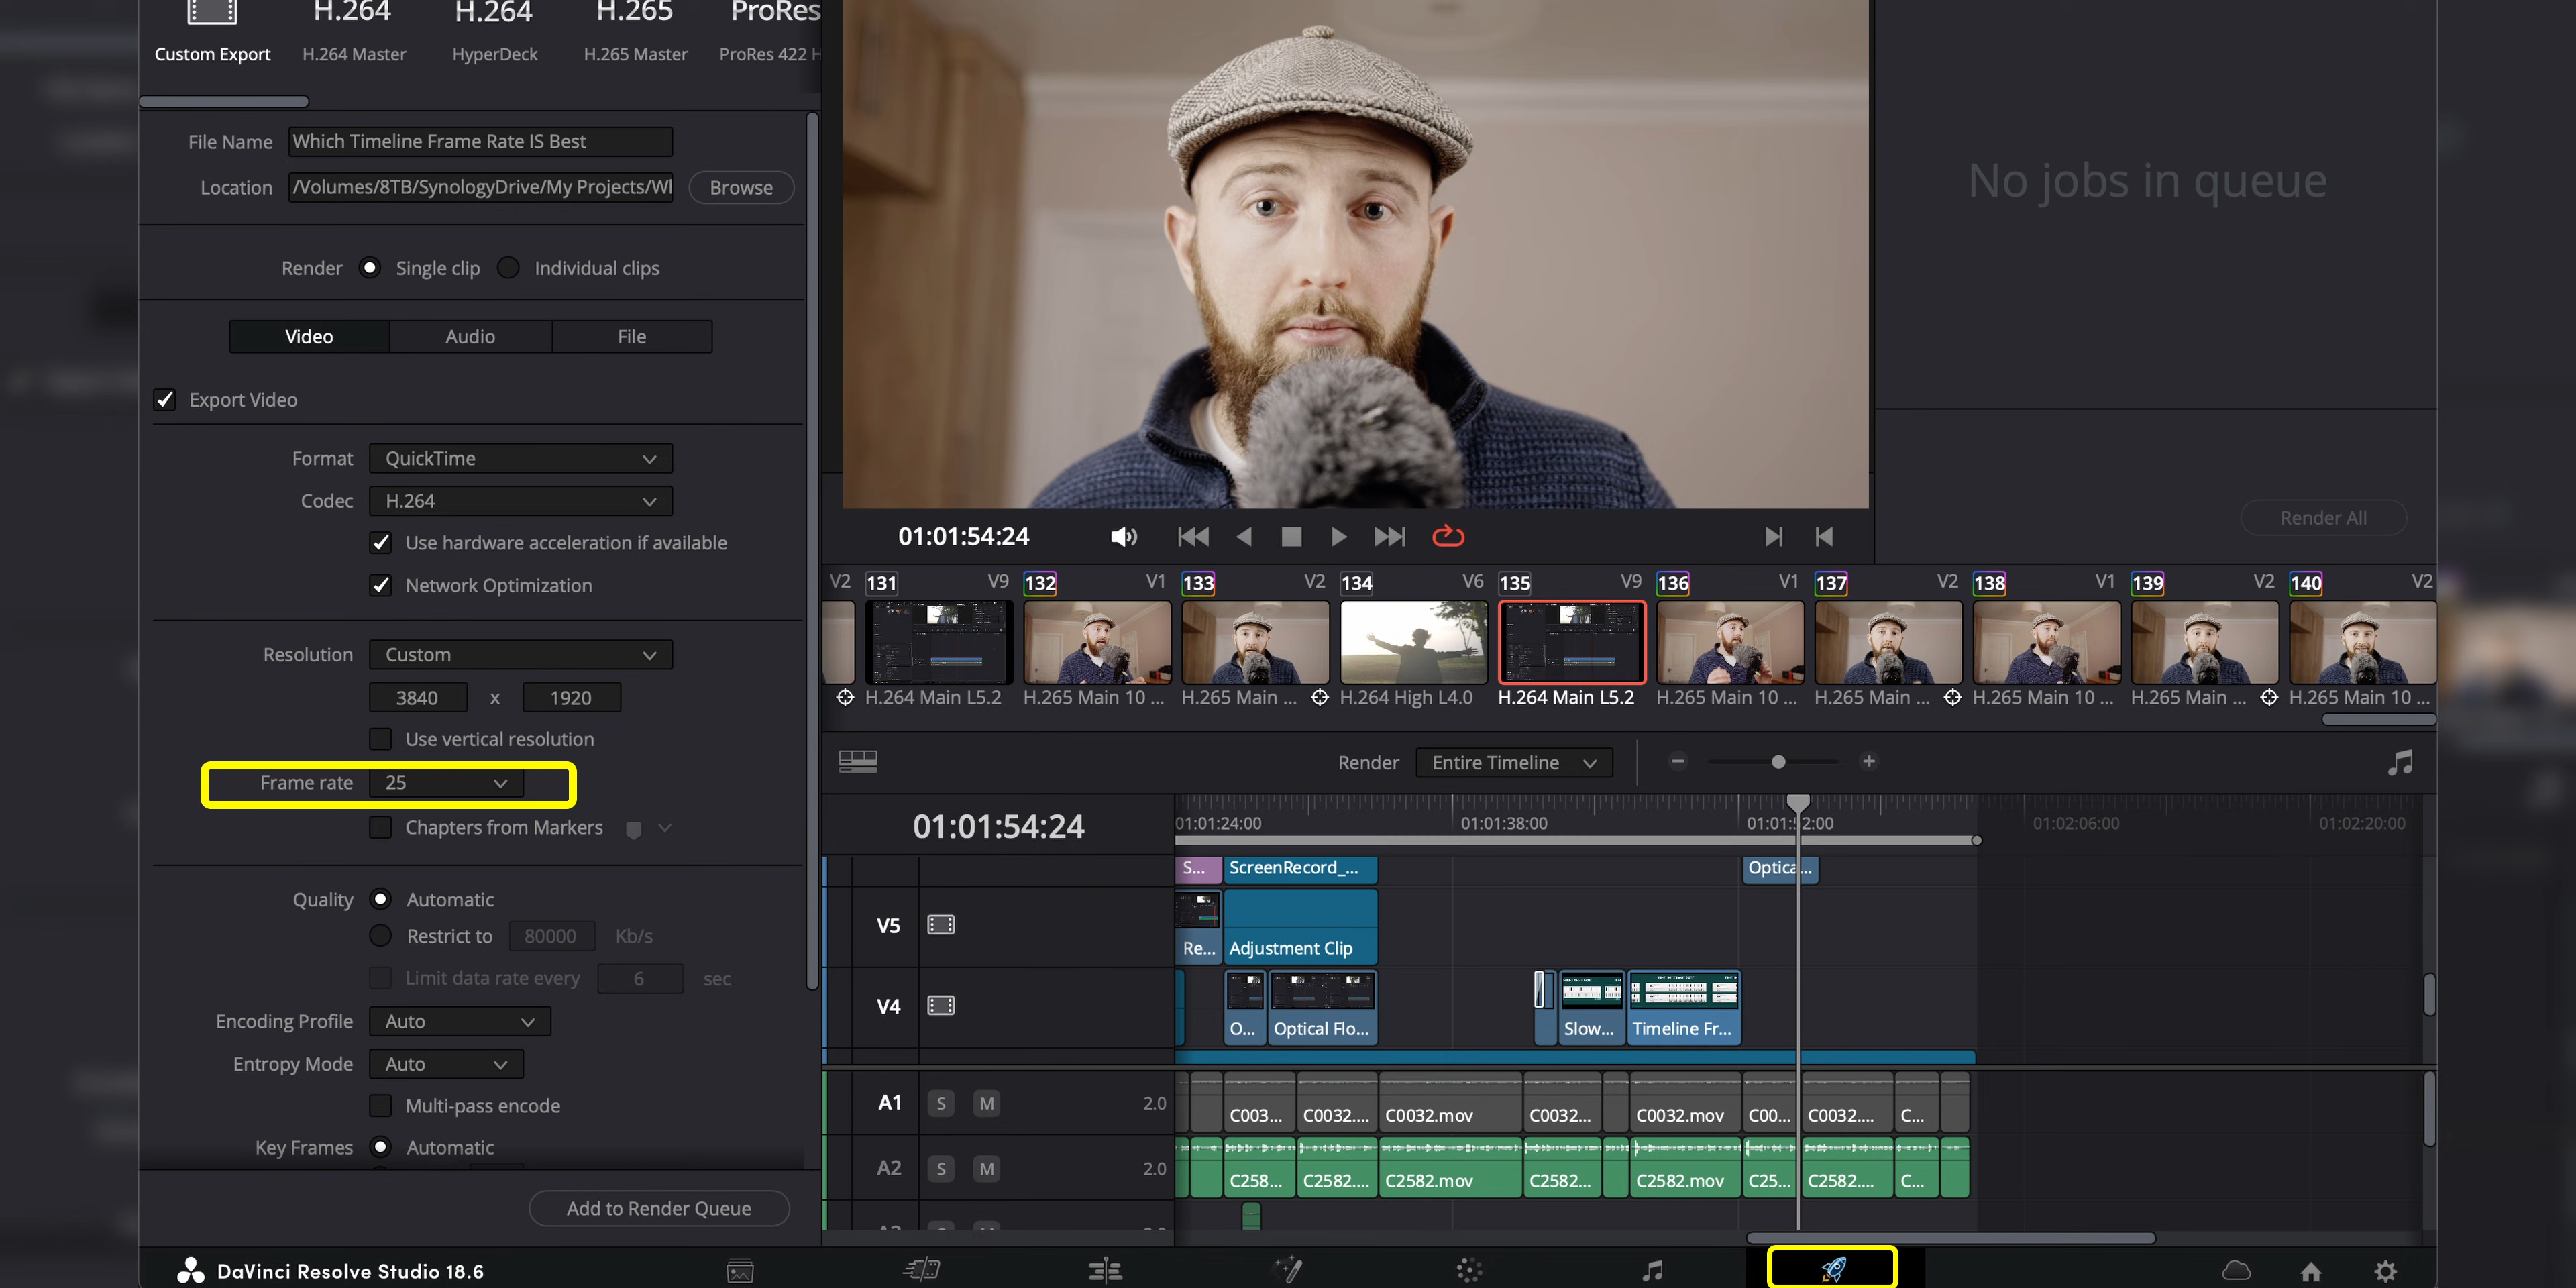 H.264 H.264 H.265 ProRes
Custom Export H.264 Master HyperDeck H.265 Master ProRes 422 H
File Name Which Timeline Frame Rate IS Best
Location /Volumes/8TB/SynologyDrive/My Projects/Wl Browse
No jobs in queue
Render Single clip Individual clips
Video Audio File
Export Video
Format QuickTime
Codec H.264
Use hardware acceleration if available
Network Optimization
Render All
01:01:54:24
V2 131 V9 132 V1 133 V2 134 V6 135 V9 136 V1 137 V2 138 V1 139 V2 140 V2
H.264 Main L5.2 H.265 Main 10 ... H.265 Main ... H.264 High L4.0 H.264 Main L5.2 H.265 Main 10 ... H.265 Main ... H.265 Main 10 ... H.265 Main ... H.265 Main 10 ...
Resolution Custom
3840 x 1920
Use vertical resolution
Frame rate 25
Chapters from Markers
Render Entire Timeline
01:01:54:24
01:01:24:00 01:01:38:00 01:01:52:00 01:02:06:00 01:02:20:00
Quality Automatic
Restrict to 80000 Kb/s
Limit data rate every 6 sec
Encoding Profile Auto
Entropy Mode Auto
Multi-pass encode
Key Frames Automatic
Add to Render Queue
S... ScreenRecord_... Optica...
V5 Re... Adjustment Clip
V4 O... Optical Flo... Slow... Timeline Fr...
A1 S M 2.0 C003... C0032.... C0032.mov C0032... C0032.mov C00... C0032.... C...
A2 S M 2.0 C258... C2582.... C2582.mov C2582... C2582.mov C25... C2582.... C...
DaVinci Resolve Studio 18.6